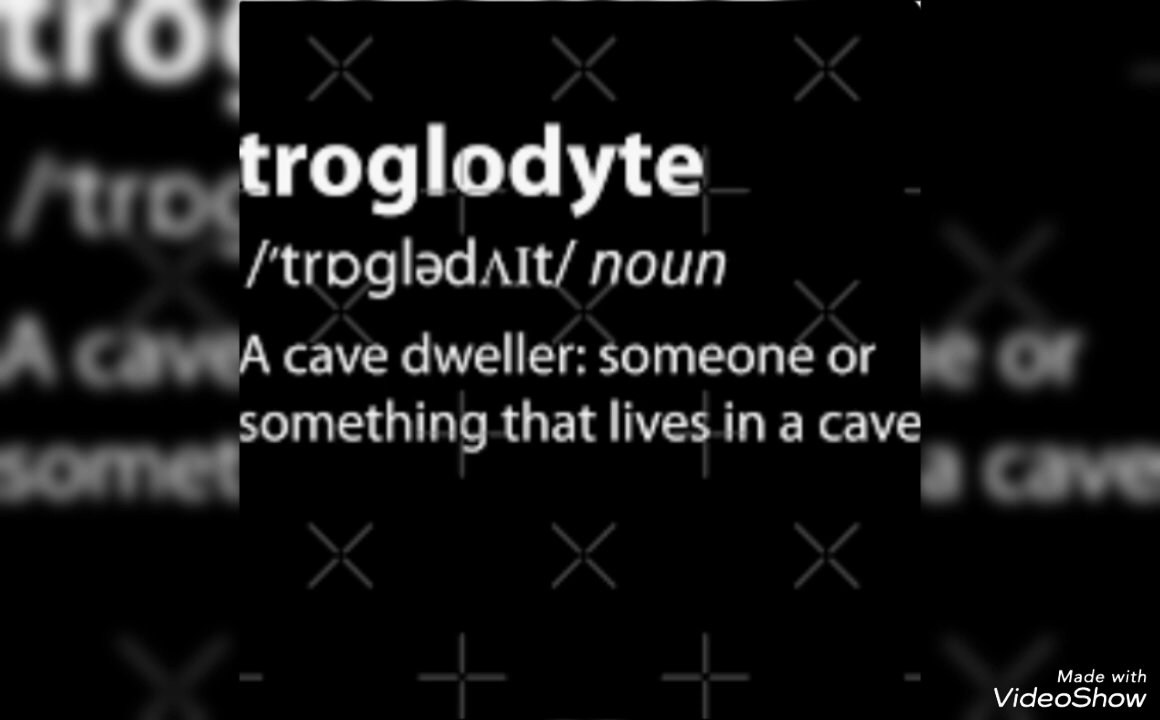 troglodyte
/'trɒglədʌɪt/ noun
A cave dweller: someone or
something that lives in a cave
Made with
VideoShow